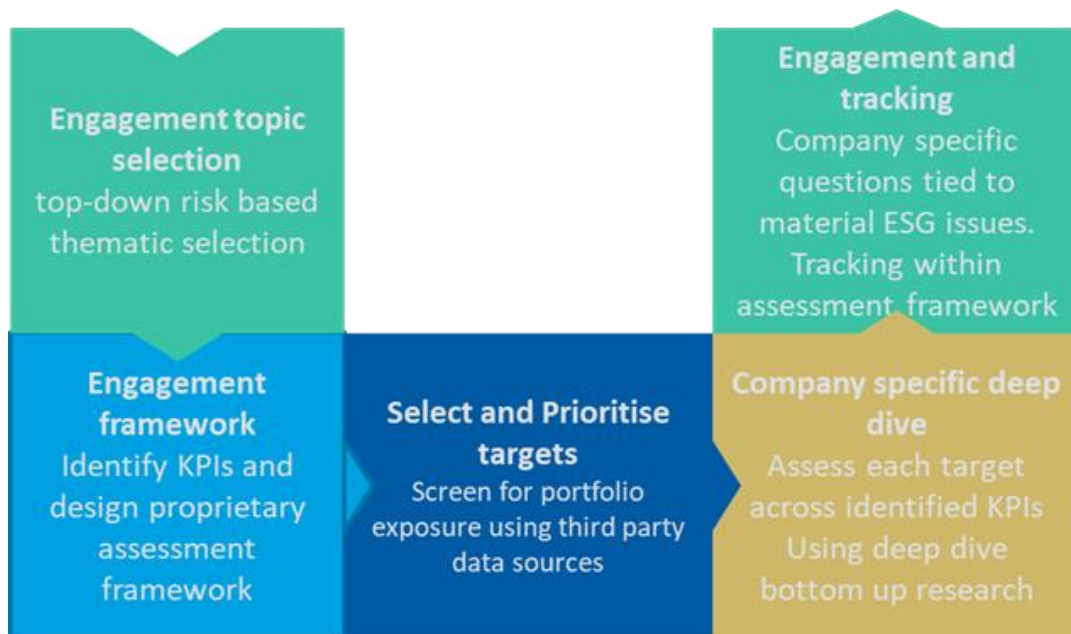 Engagement topic
selection
top-down risk based
thematic selection
Engagement
framework
Identify KPIs and
design proprietary
assessment
framework
Select and Prioritise
targets
Screen for portfolio
exposure using third party
data sources
Company specific deep
dive
Assess each target
across identified KPIs
Using deep dive
bottom up research
Engagement and
tracking
Company specific
questions tied to
material ESG issues.
Tracking within
assessment framework